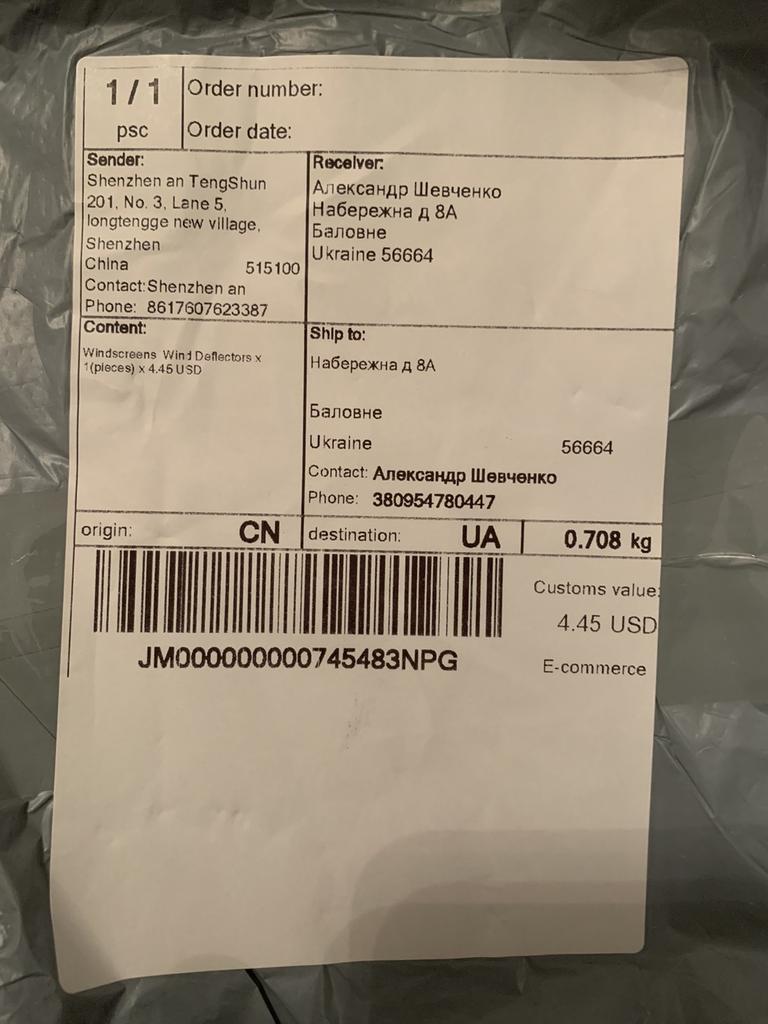 1 / 1
psc
Order number:
Order date:
Sender:
Shenzhen an TengShun
201, No. 3, Lane 5,
longtengge new village,
Shenzhen
China 515100
Contact:Shenzhen an
Phone: 8617607623387
Receiver:
Александр Шевченко
Набережна д 8А
Баловне
Ukraine 56664
Content:
Windscreens Wind Deflectors x
1(pieces) x 4.45 USD
Ship to:
Набережна д 8А
Баловне
Ukraine 56664
Contact: Александр Шевченко
Phone: 380954780447
origin: CN
destination: UA
0.708 kg
JM000000000745483NPG
Customs value:
4.45 USD
E-commerce